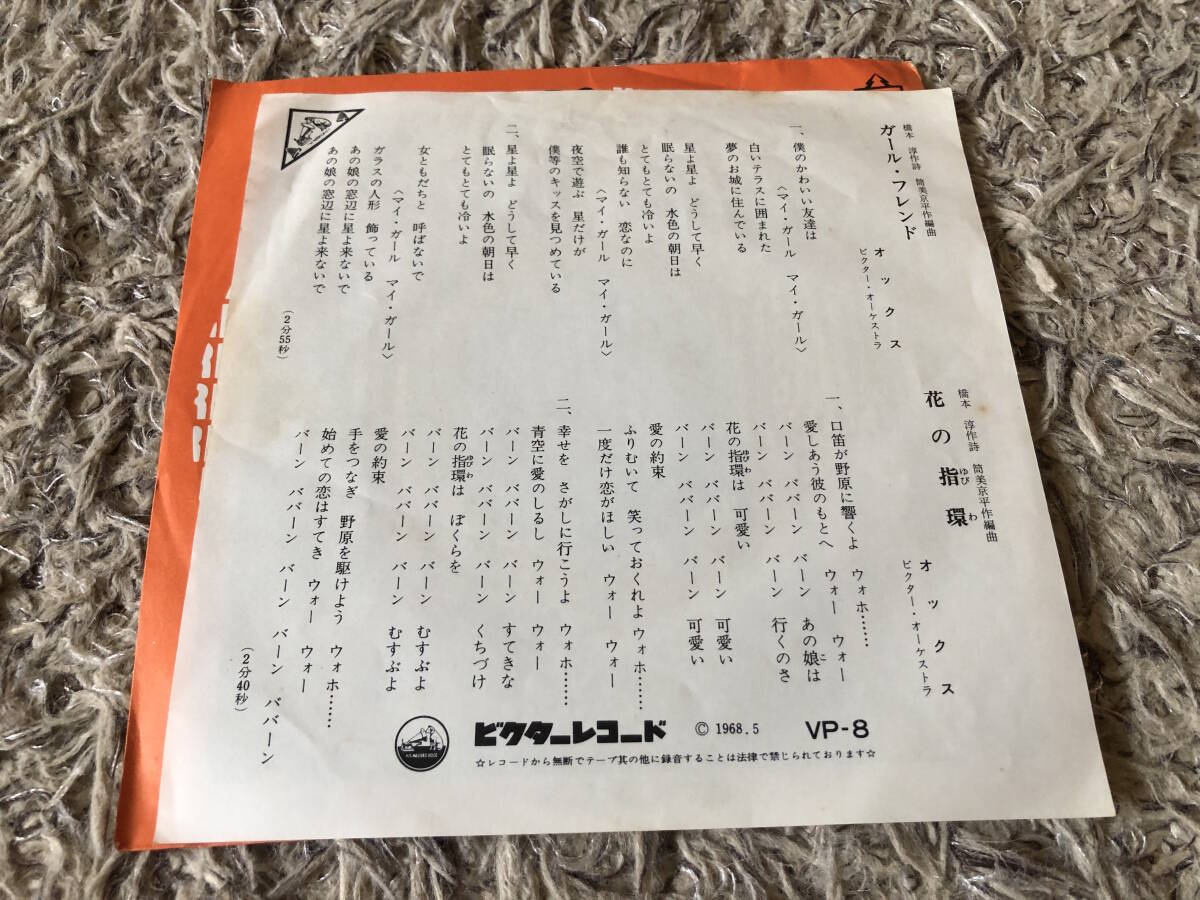 ガール・フレンド
橋本　淳作詩　筒美京平作編曲
オックス
ビクター・オーケストラ
一、僕のかわいい友達は
〈マイ・ガール　マイ・ガール〉
白いテラスに囲まれた
夢のお城に住んでいる
星よ星よ　どうして早く
眠らないの　水色の朝日は
とてもとても冷いよ
誰も知らない　恋なのに
〈マイ・ガール　マイ・ガール〉
夜空で遊ぶ　星だけが
僕等のキッスを見つめている
二、星よ星よ　どうして早く
眠らないの　水色の朝日は
とてもとても冷いよ
女ともだちと　呼ばないで
〈マイ・ガール　マイ・ガール〉
ガラスの人形　飾っている
あの娘の窓辺に星よ来ないで
あの娘の窓辺に星よ来ないで
（2分55秒）
花の指環
ゆびわ
橋本　淳作詩　筒美京平作編曲
オックス
ビクター・オーケストラ
一、口笛が野原に響くよ　ウォホ……
愛しあう彼のもとへ　ウォー　ウォー
バーン　ババーン　バーン　あの娘は
こ
バーン　ババーン　バーン　行くのさ
花の指環は　可愛い
ゆびわ
バーン　ババーン　バーン　可愛い
バーン　ババーン　バーン　可愛い
愛の約束
ふりむいて　笑っておくれよ　ウォホ……
一度だけ恋がほしい　ウォー　ウォー
二、幸せを　さがしに行こうよ　ウォホ……
青空に愛のしるし　ウォー　ウォー
バーン　ババーン　バーン　すてきな
バーン　ババーン　バーン　くちづけ
花の指環は　ぼくらを
ゆびわ
バーン　ババーン　バーン　むすぶよ
バーン　ババーン　バーン　むすぶよ
愛の約束
手をつなぎ　野原を駆けよう　ウォホ……
始めての恋はすてき　ウォー　ウォー
バーン　ババーン　バーン　バーン　ババーン
（2分40秒）
ビクターレコード　© 1968.5　VP-8
☆レコードから無断でテープ其の他に録音することは法律で禁じられております☆